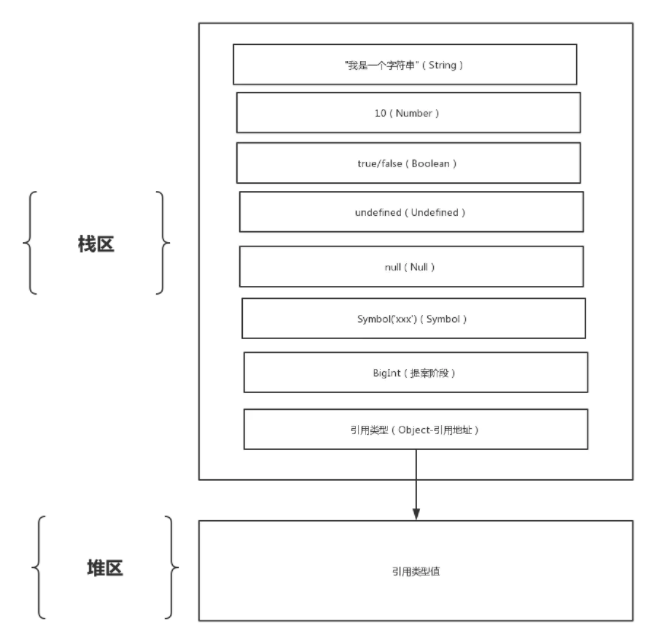 "我是一个字符串"（String）
10（Number）
true/false（Boolean）
undefined（Undefined）
栈区
null（Null）
Symbol('xxx')（Symbol）
BigInt（提案阶段）
引用类型（Object-引用地址）
堆区
引用类型值